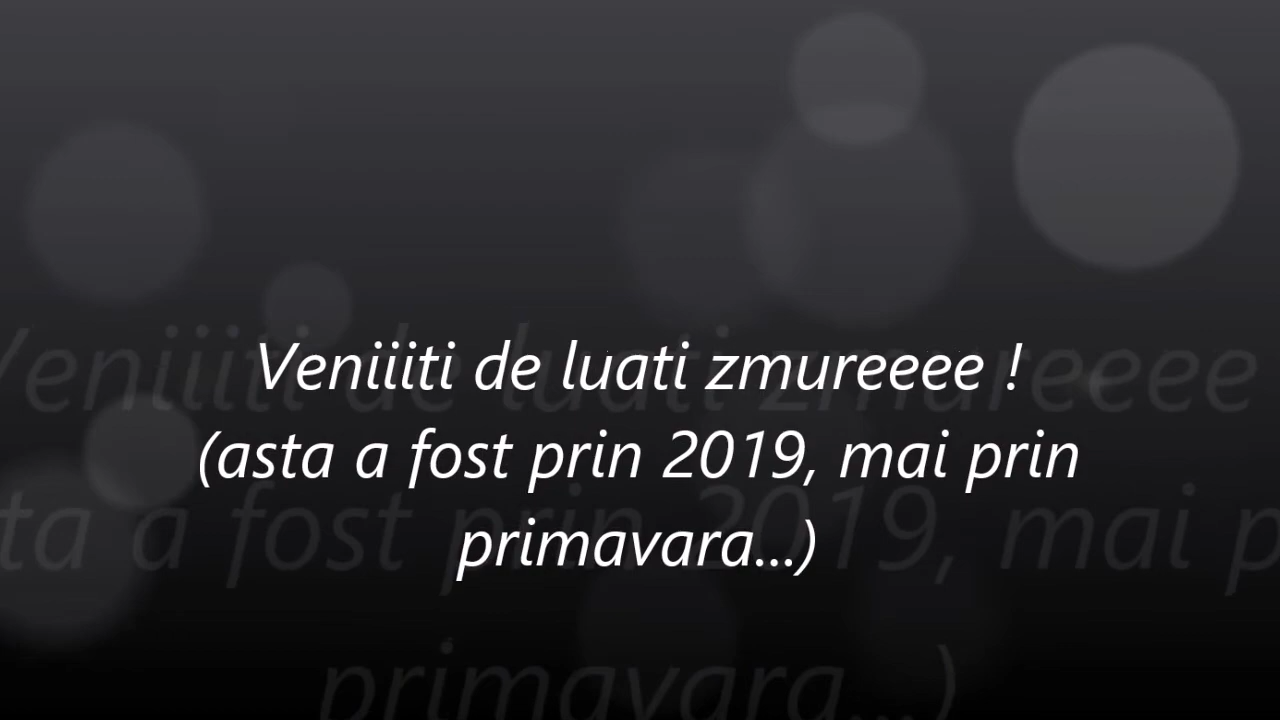 Veniiiti de luati zmureeee !
(asta a fost prin 2019, mai prin
primavara...)